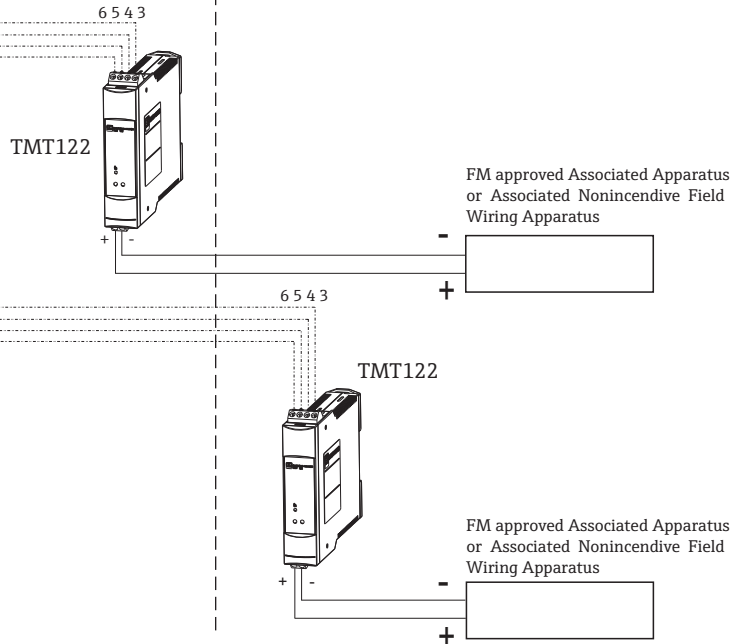 6 5 4 3
TMT122
+ -
FM approved Associated Apparatus
or Associated Nonincendive Field
Wiring Apparatus
-
+
6 5 4 3
TMT122
+ -
FM approved Associated Apparatus
or Associated Nonincendive Field
Wiring Apparatus
-
+